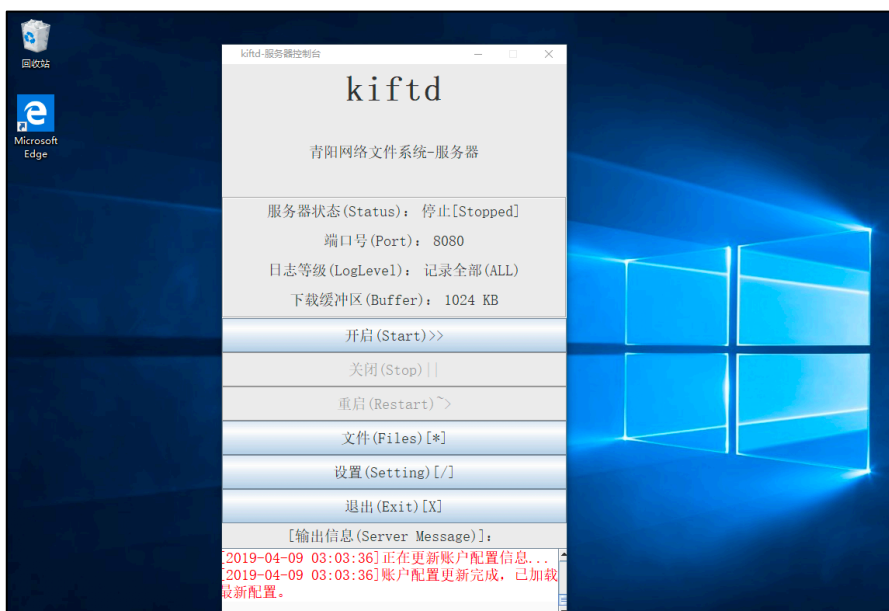 回收站
Microsoft
Edge
kiftd-服务器控制台
kiftd
青阳网络文件系统-服务器
服务器状态(Status)： 停止[Stopped]
端口号(Port)： 8080
日志等级(LogLevel)： 记录全部(ALL)
下载缓冲区(Buffer)： 1024 KB
开启(Start)>>
关闭(Stop)||
重启(Restart)~>
文件(Files)[*]
设置(Setting)[/]
退出(Exit)[X]
[输出信息(Server Message)]：
[2019-04-09 03:03:36]正在更新账户配置信息...
[2019-04-09 03:03:36]账户配置更新完成，已加载
最新配置。